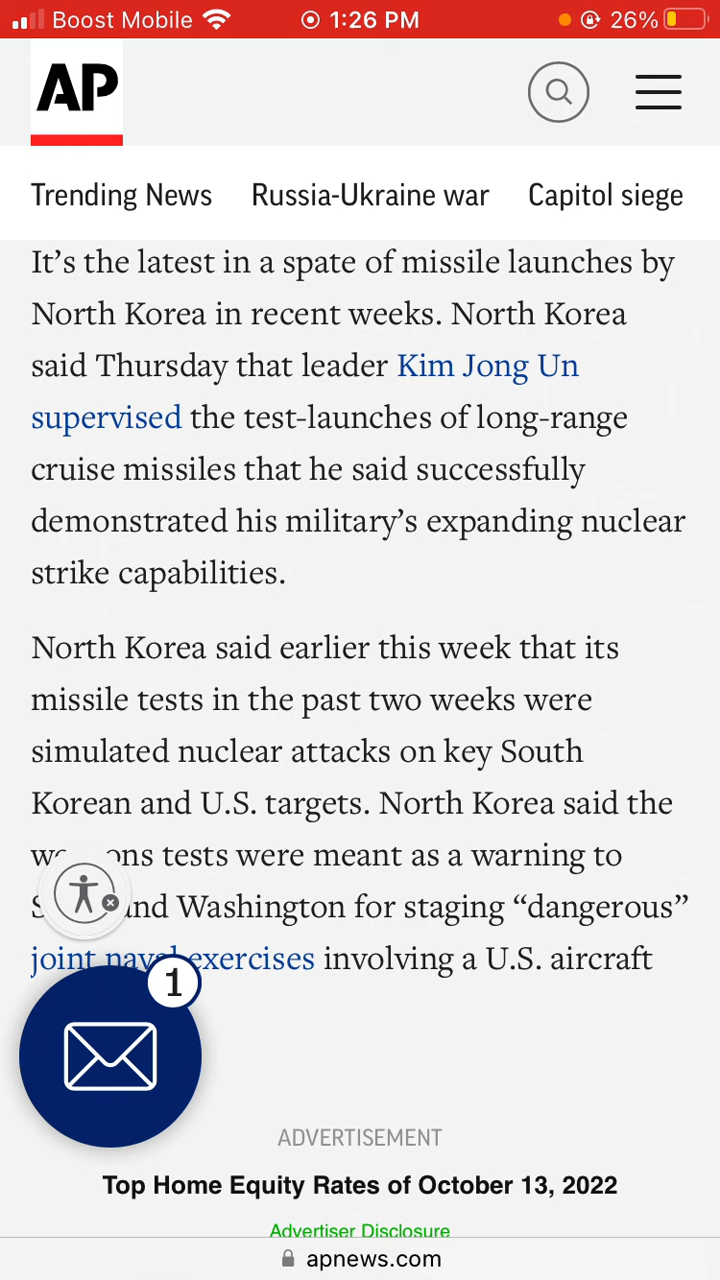 Boost Mobile 1:26 PM 26%
AP
Trending News Russia-Ukraine war Capitol siege
It’s the latest in a spate of missile launches by
North Korea in recent weeks. North Korea
said Thursday that leader Kim Jong Un
supervised the test-launches of long-range
cruise missiles that he said successfully
demonstrated his military’s expanding nuclear
strike capabilities.
North Korea said earlier this week that its
missile tests in the past two weeks were
simulated nuclear attacks on key South
Korean and U.S. targets. North Korea said the
tests were meant as a warning to
and Washington for staging “dangerous”
joint naval exercises involving a U.S. aircraft
1
ADVERTISEMENT
Top Home Equity Rates of October 13, 2022
Advertiser Disclosure
apnews.com